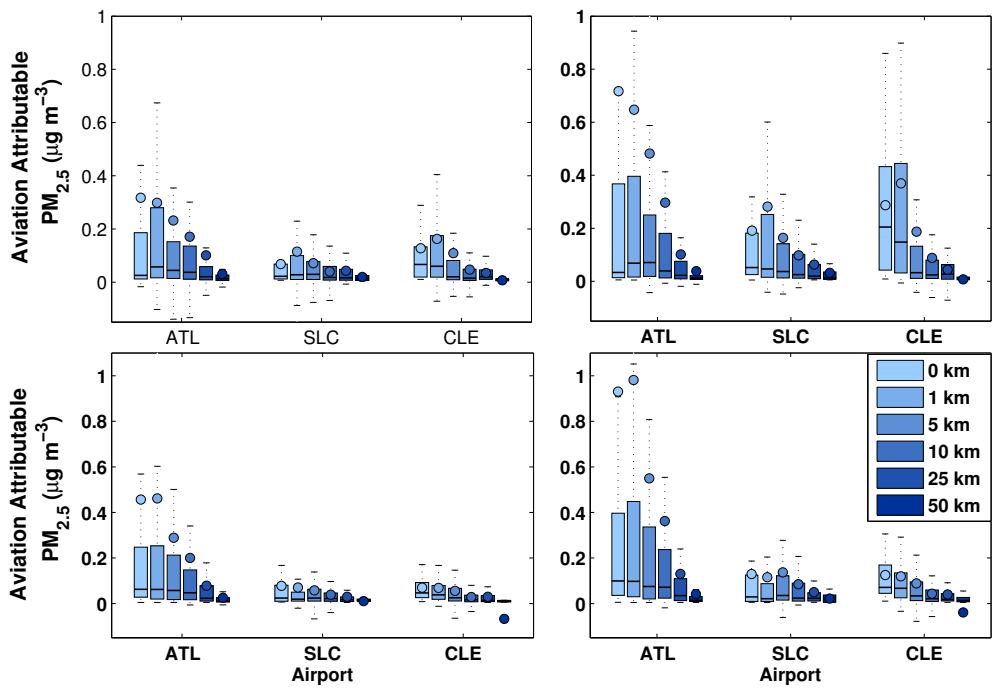 Aviation Attributable
PM2.5 (μg m−3)
1
0.8
0.6
0.4
0.2
0
ATL SLC CLE
1
0.8
0.6
0.4
0.2
0
ATL SLC CLE
Aviation Attributable
PM2.5 (μg m−3)
1
0.8
0.6
0.4
0.2
0
ATL SLC CLE
Airport
1
0.8
0.6
0.4
0.2
0
ATL SLC CLE
Airport
0 km
1 km
5 km
10 km
25 km
50 km